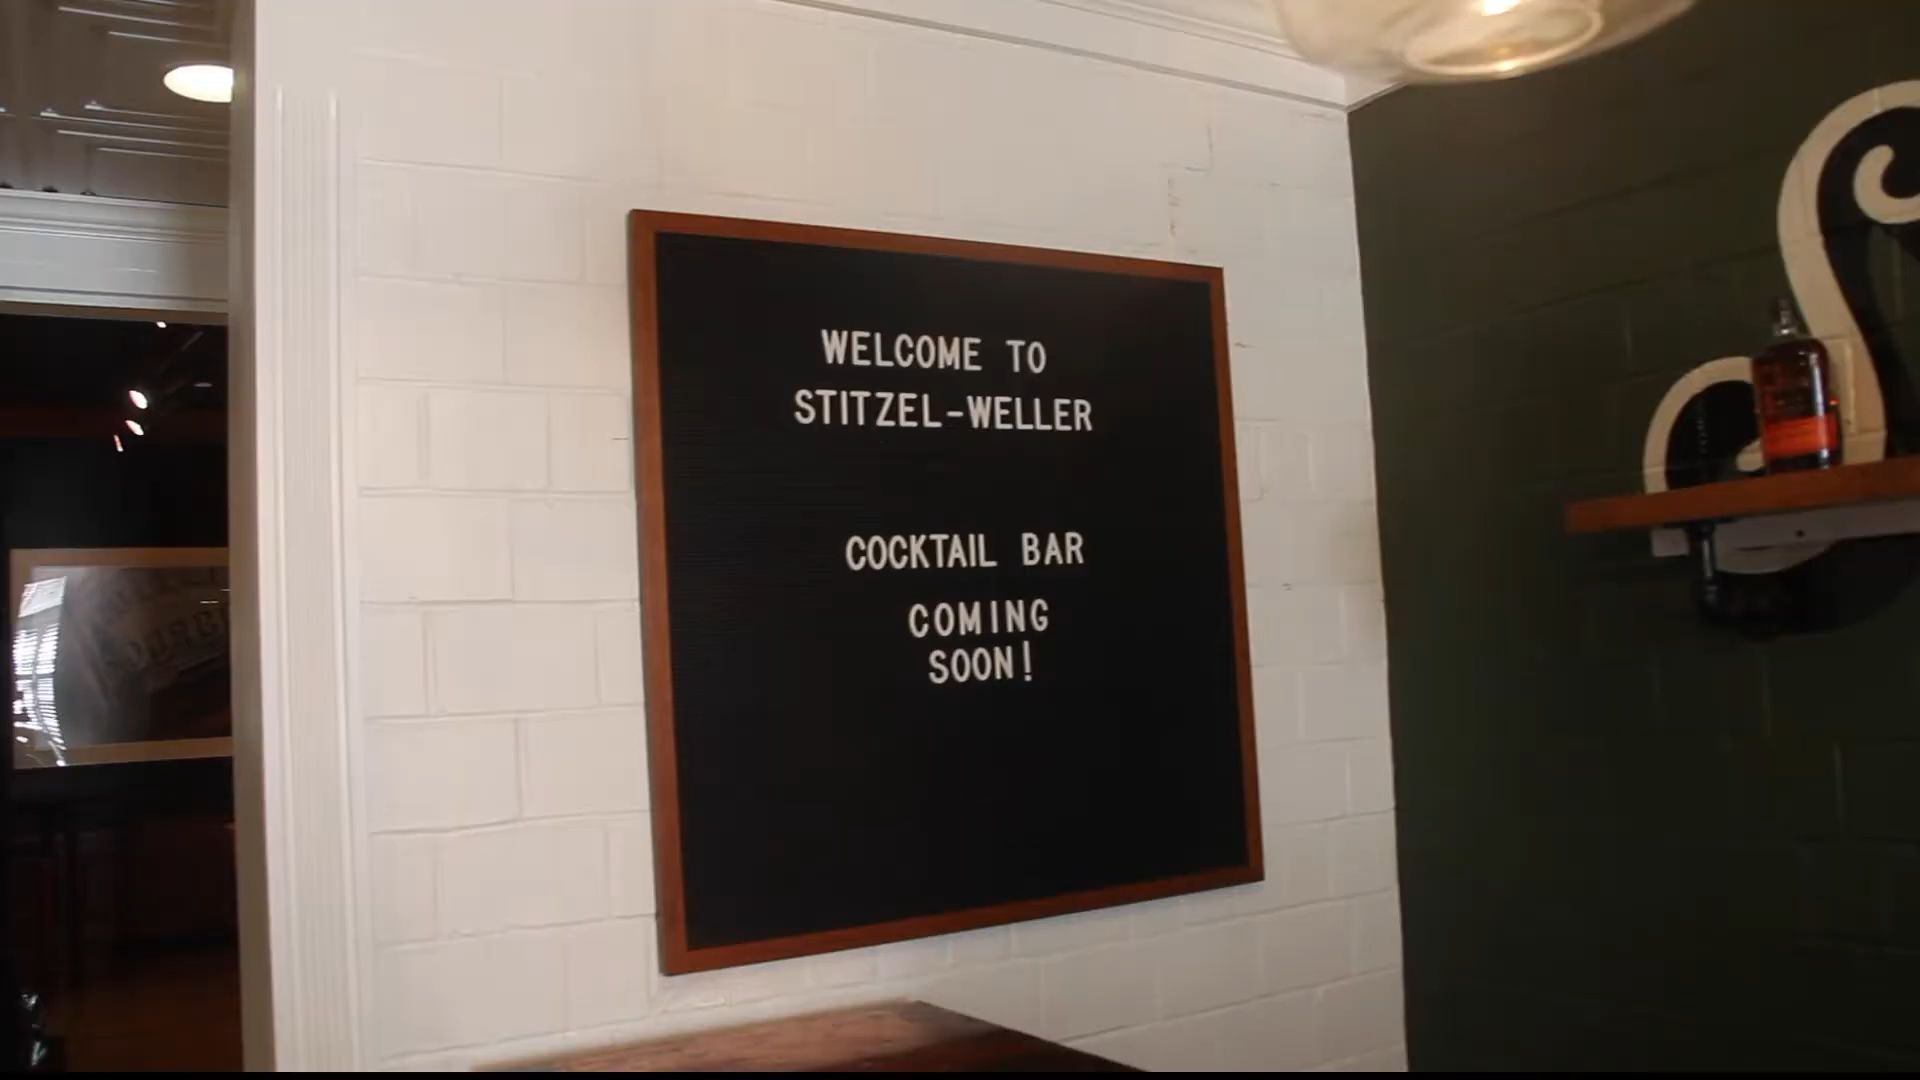 WELCOME TO
STITZEL-WELLER
COCKTAIL BAR
COMING
SOON!